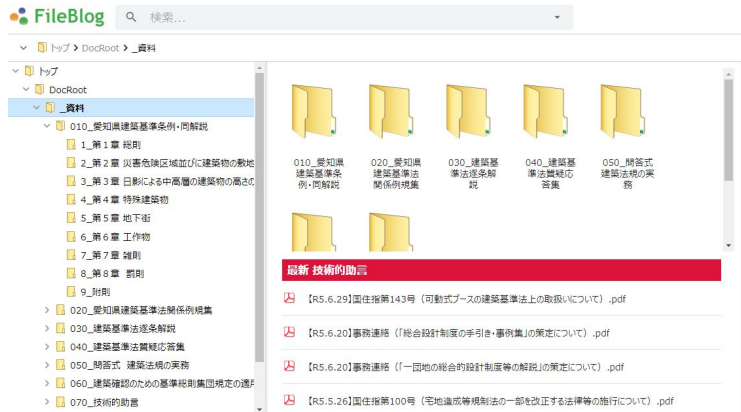 FileBlog
検索...
トップ > DocRoot > _資料
トップ
DocRoot
_資料
010_愛知県建築基準条例・同解説
1_第1章 総則
2_第2章 災害危険区域並びに建築物の敷地
3_第3章 日影による中高層の建築物の高さの
4_第4章 特殊建築物
5_第5章 地下街
6_第6章 工作物
7_第7章 雑則
8_第8章 罰則
9_附則
020_愛知県建築基準法関係例規集
030_建築基準法逐条解説
040_建築基準法質疑応答集
050_問答式 建築法規の実務
060_建築確認のための基準総則集団規定の適用
070_技術的助言
010_愛知県
建築基準条
例・同解説
020_愛知県
建築基準法
関係例規集
030_建築基
準法逐条解
説
040_建築基
準法質疑応
答集
050_問答式
建築法規の実
務
最新 技術的助言
【R5.6.29】国住指第143号（可動式ブースの建築基準法上の取扱いについて）.pdf
【R5.6.20】事務連絡（「総合設計制度の手引き・事例集」の策定について）.pdf
【R5.6.20】事務連絡（「一団地の総合的設計制度等の解説」の策定について）.pdf
【R5.5.26】国住指第100号（宅地造成等規制法の一部を改正する法律等の施行について）.pdf